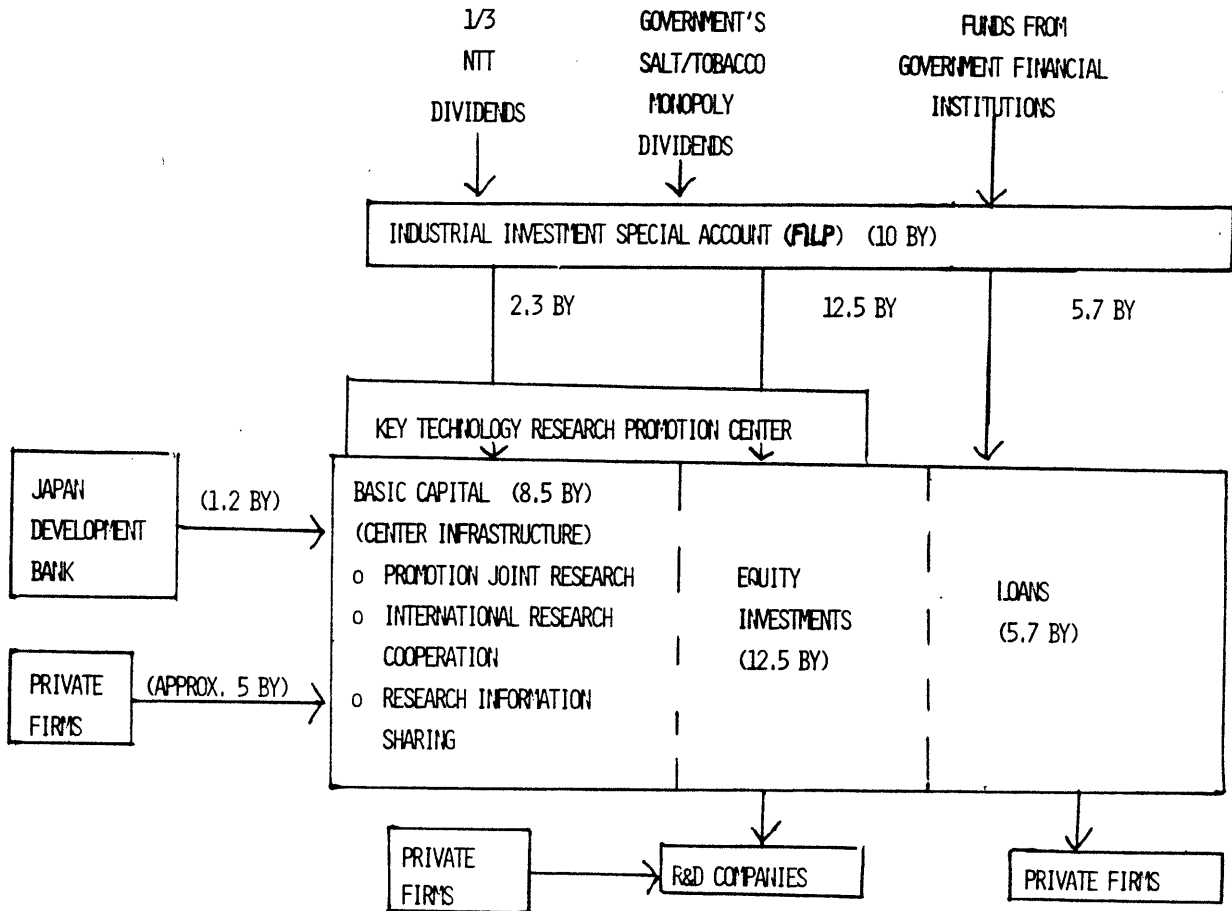 1/3
NTT
DIVIDENDS
GOVERNMENT'S
SALT/TOBACCO
MONOPOLY
DIVIDENDS
FUNDS FROM
GOVERNMENT FINANCIAL
INSTITUTIONS
INDUSTRIAL INVESTMENT SPECIAL ACCOUNT (FILP) (10 BY)
2.3 BY
12.5 BY
5.7 BY
KEY TECHNOLOGY RESEARCH PROMOTION CENTER
JAPAN
DEVELOPMENT
BANK
(1.2 BY)
PRIVATE
FIRMS
(APPROX. 5 BY)
BASIC CAPITAL (8.5 BY)
(CENTER INFRASTRUCTURE)
o PROMOTION JOINT RESEARCH
o INTERNATIONAL RESEARCH
COOPERATION
o RESEARCH INFORMATION
SHARING
EQUITY
INVESTMENTS
(12.5 BY)
LOANS
(5.7 BY)
PRIVATE
FIRMS
R&D COMPANIES
PRIVATE FIRMS